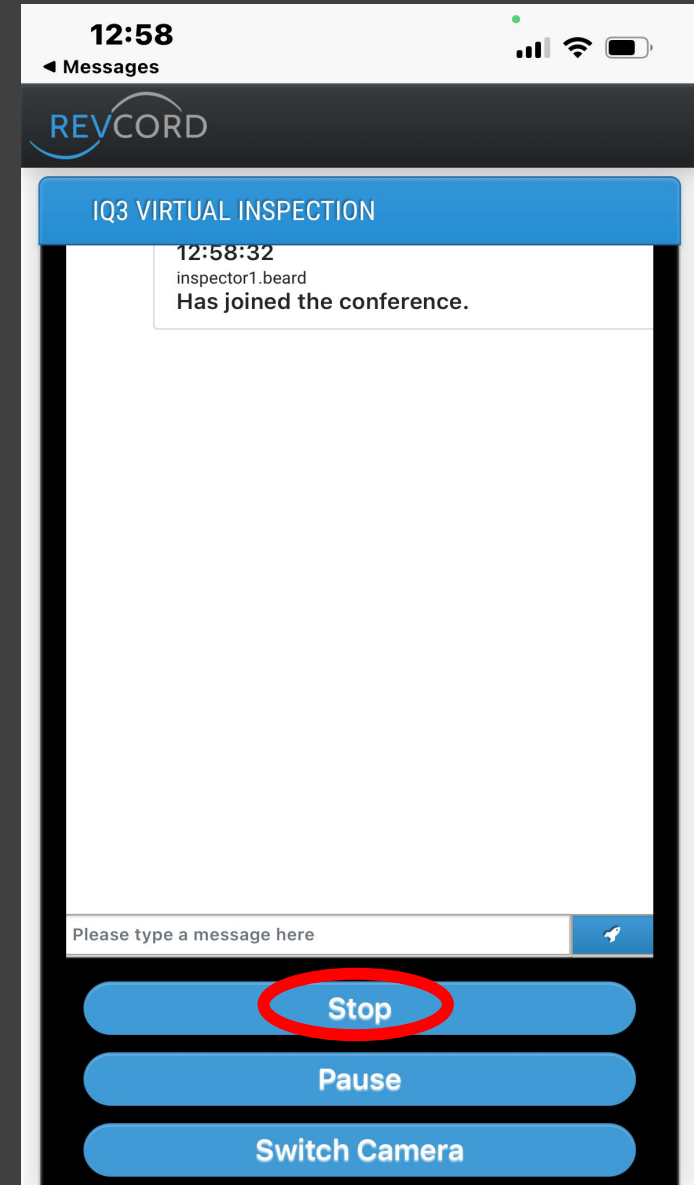 12:58
◀ Messages
REVCORD
IQ3 VIRTUAL INSPECTION
12:58:32
inspector1.beard
Has joined the conference.
Please type a message here
Stop
Pause
Switch Camera